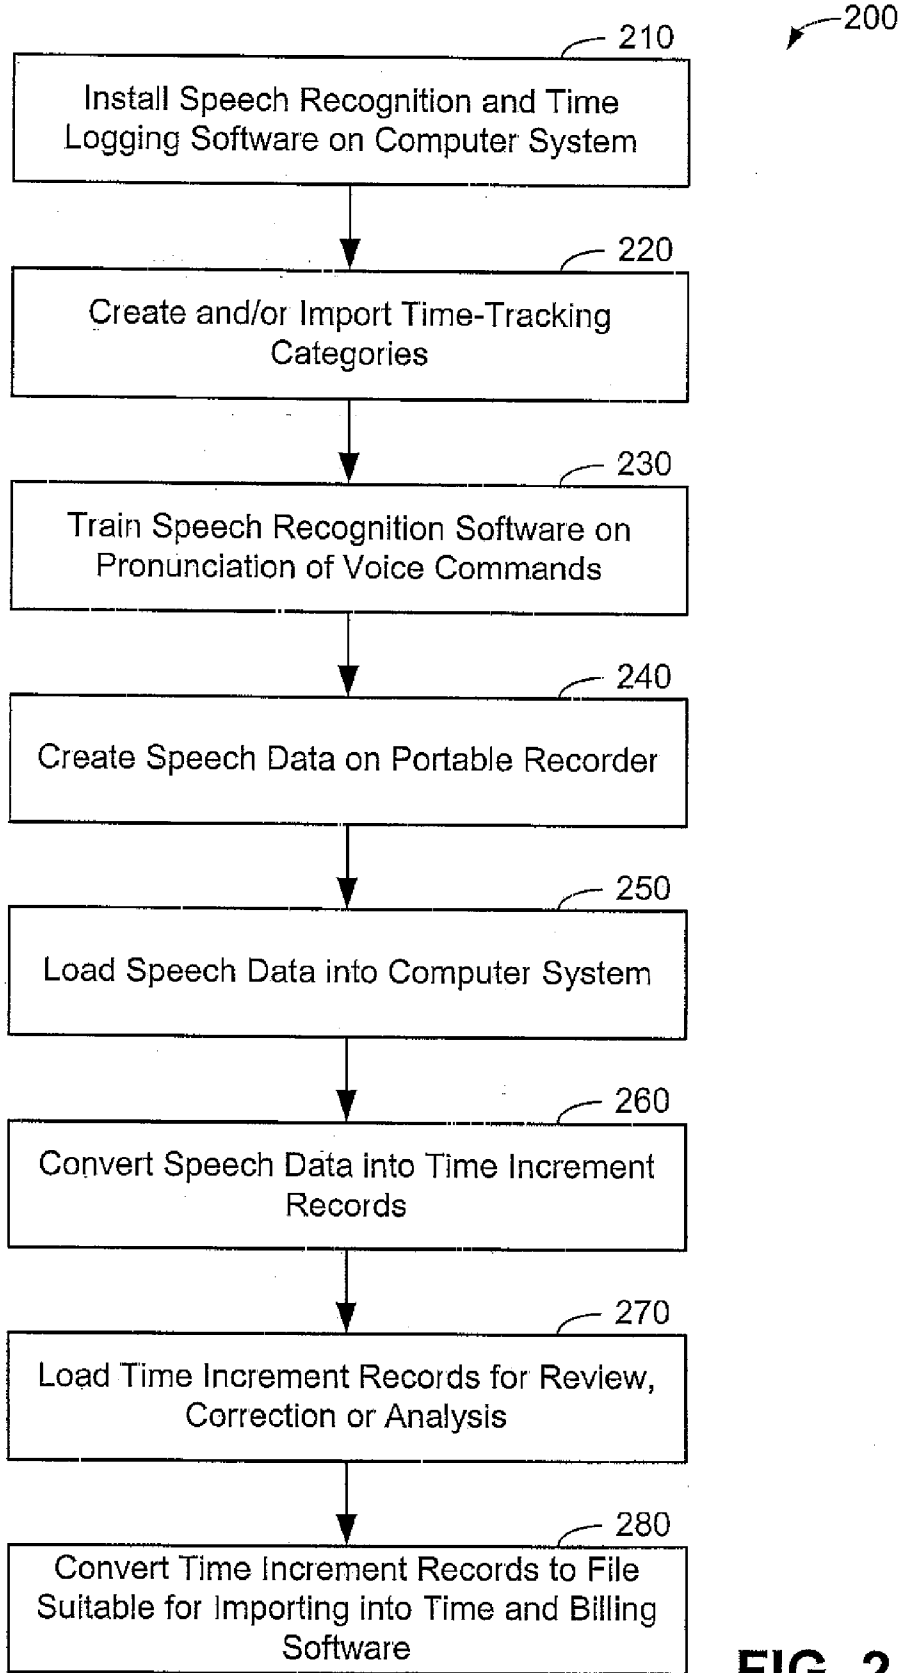 200
210
Install Speech Recognition and Time
Logging Software on Computer System
220
Create and/or Import Time-Tracking
Categories
230
Train Speech Recognition Software on
Pronunciation of Voice Commands
240
Create Speech Data on Portable Recorder
250
Load Speech Data into Computer System
260
Convert Speech Data into Time Increment
Records
270
Load Time Increment Records for Review,
Correction or Analysis
280
Convert Time Increment Records to File
Suitable for Importing into Time and Billing
Software
FIG. 2